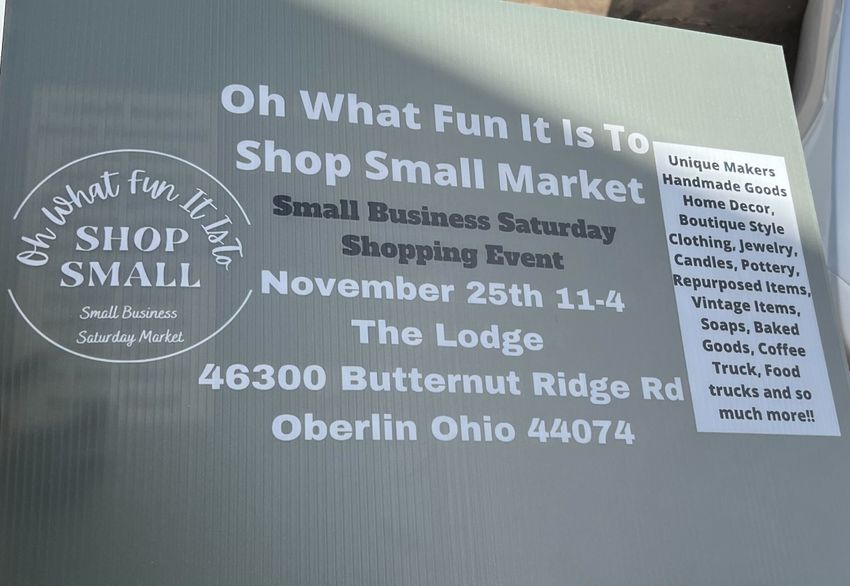 Oh What Fun It Is To
Shop Small Market
Small Business Saturday
Shopping Event
November 25th 11-4
The Lodge
46300 Butternut Ridge Rd
Oberlin Ohio 44074
Oh What Fun It Is To
SHOP
SMALL
Small Business
Saturday Market
Unique Makers
Handmade Goods
Home Decor,
Boutique Style
Clothing, Jewelry,
Candles, Pottery,
Repurposed Items,
Vintage Items,
Soaps, Baked
Goods, Coffee
Truck, Food
trucks and so
much more!!